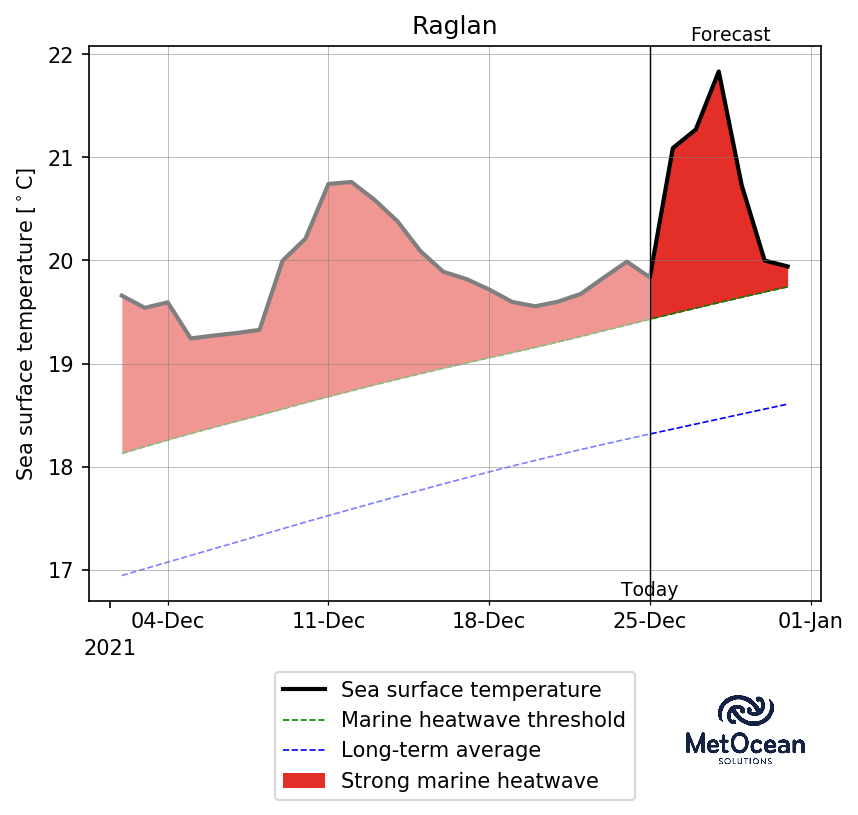 Raglan
Forecast
22
21
20
19
18
17
Sea surface temperature [°C]
Today
04-Dec 11-Dec 18-Dec 25-Dec 01-Jan
2021
Sea surface temperature
Marine heatwave threshold
Long-term average
Strong marine heatwave
MetOcean
SOLUTIONS